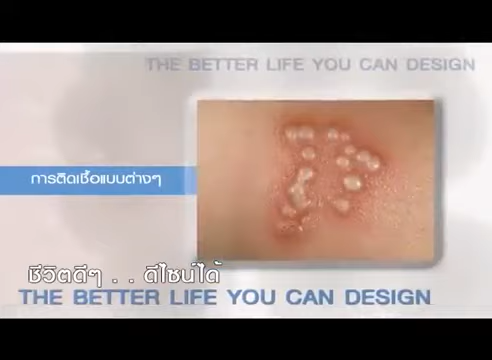 THE BETTER LIFE YOU CAN DESIGN
การติดเชื้อแบบต่างๆ
ชีวิตดีๆ . . ดีไซน์ได้
THE BETTER LIFE YOU CAN DESIGN